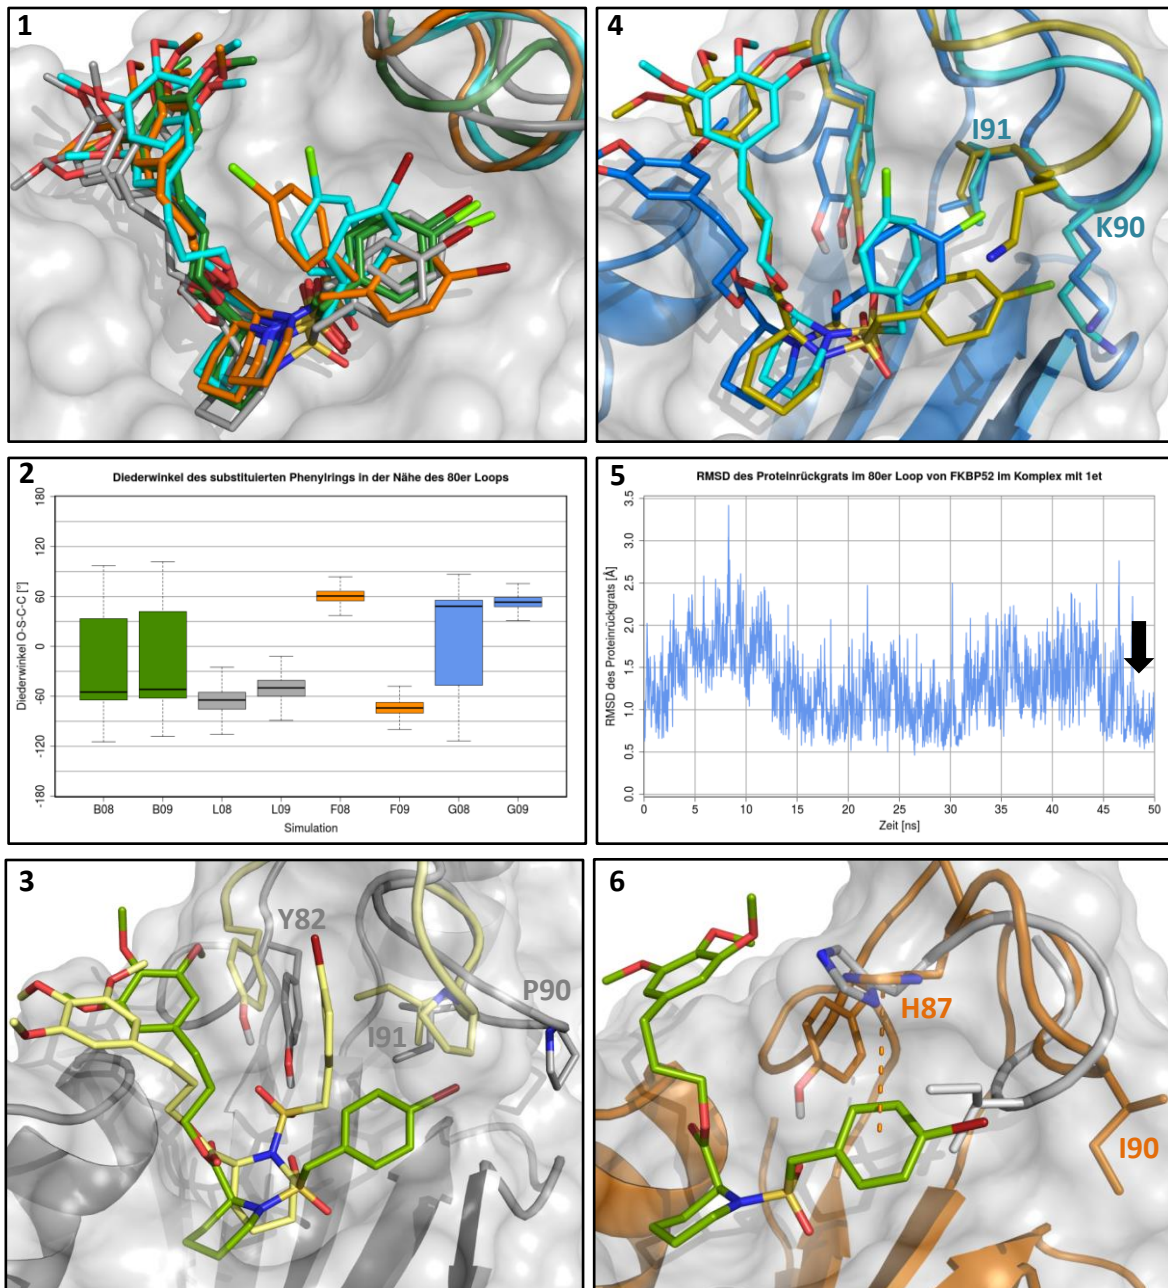 1
4
I91
K90
2
Diederwinkel des substituierten Phenylrings in der Nähe des 80er Loops
Diederwinkel O-S-C-C [°]
180
120
60
0
-60
-120
-180
B08 B09 L08 L09 F08 F09 G08 G09
Simulation
5
RMSD des Proteinrückgrats im 80er Loop von FKBP52 im Komplex mit 1et
RMSD des Proteinrückgrats [Å]
3.5
3.0
2.5
2.0
1.5
1.0
0.5
0.0
0 5 10 15 20 25 30 35 40 45 50
Zeit [ns]
3
Y82
P90
I91
6
H87
I90